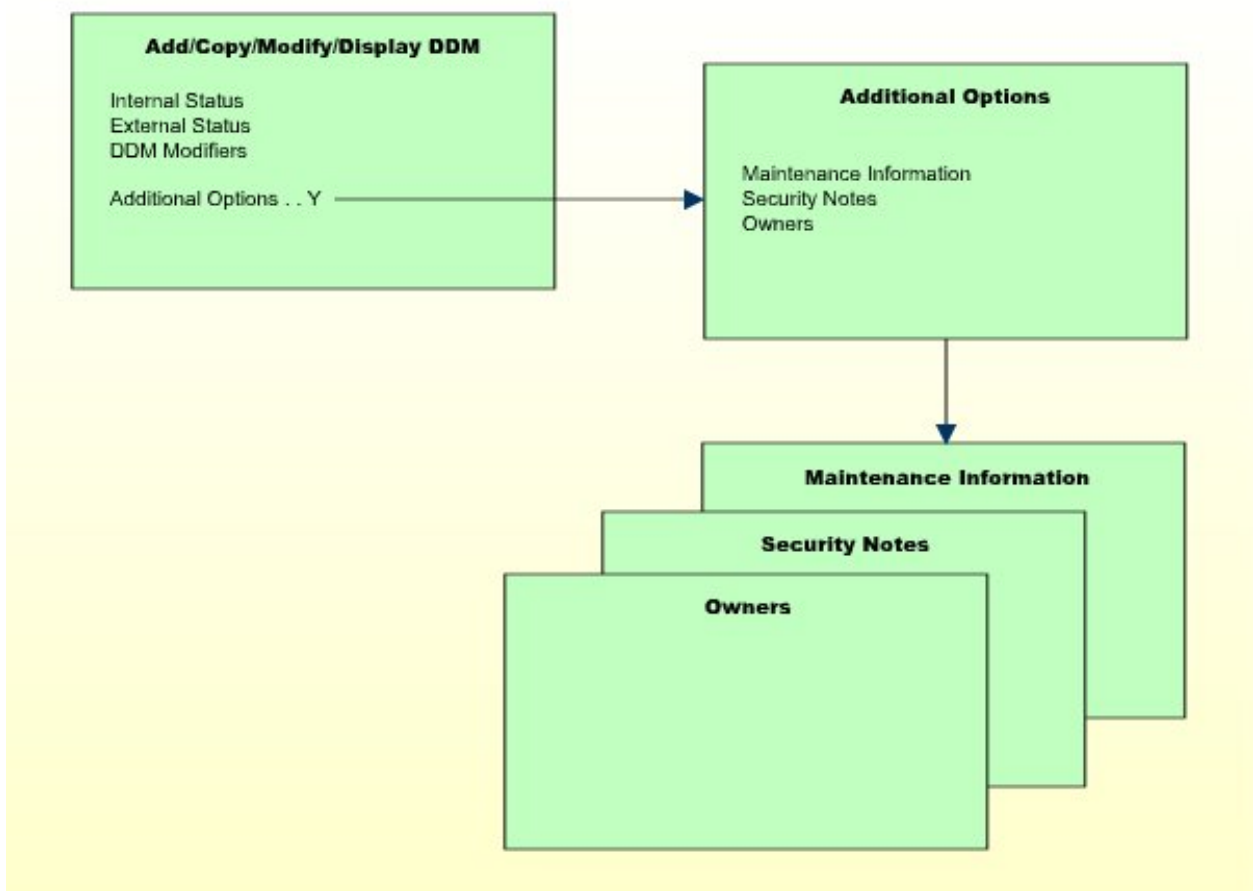 Add/Copy/Modify/Display DDM
Internal Status
External Status
DDM Modifiers
Additional Options . . Y
Additional Options
Maintenance Information
Security Notes
Owners
Maintenance Information
Security Notes
Owners